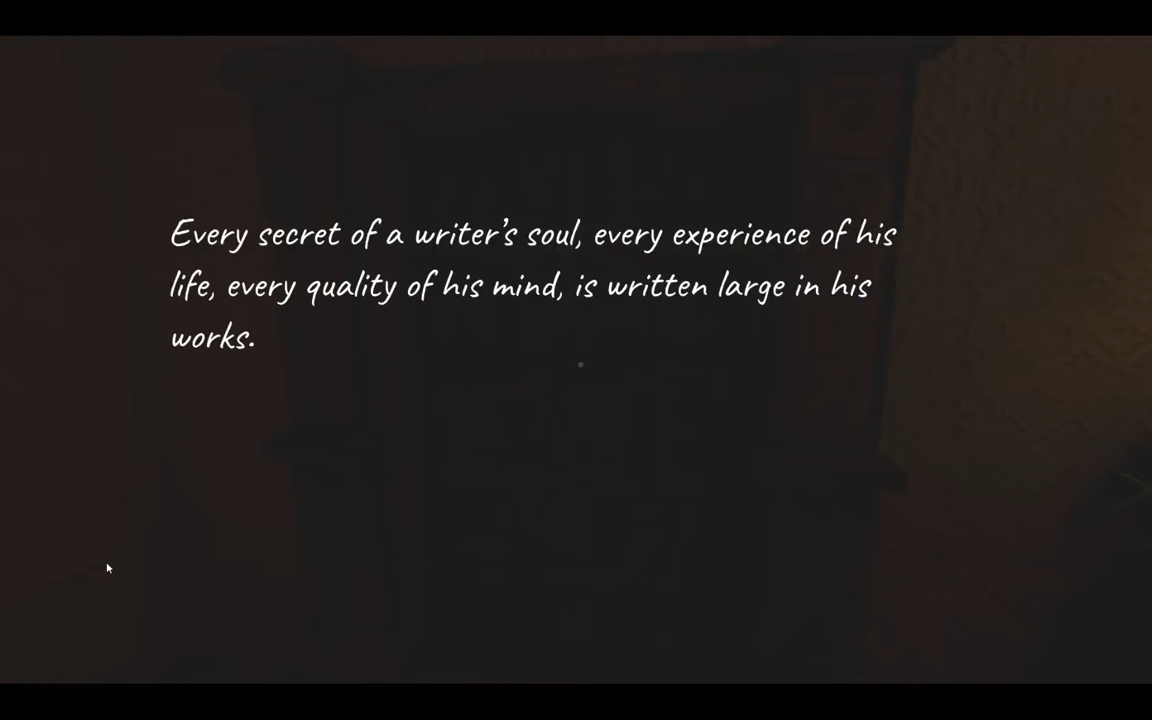 Every secret of a writer's soul, every experience of his
life, every quality of his mind, is written large in his
works.